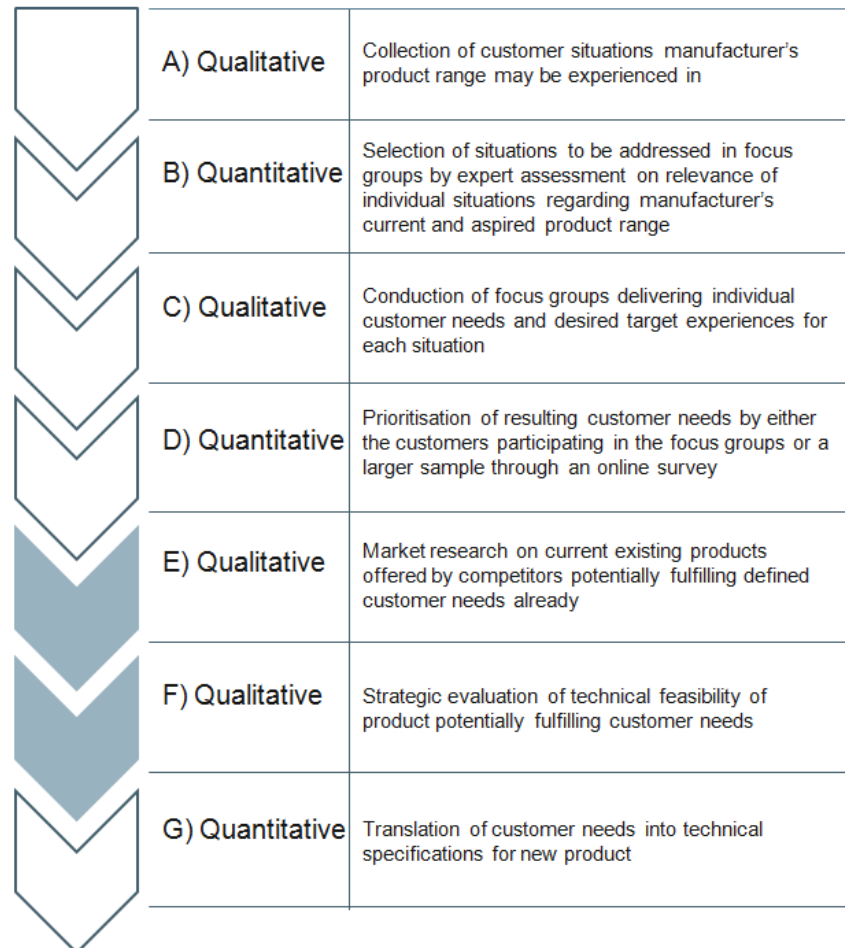 A) Qualitative
Collection of customer situations manufacturer's
product range may be experienced in
B) Quantitative
Selection of situations to be addressed in focus
groups by expert assessment on relevance of
individual situations regarding manufacturer's
current and aspired product range
C) Qualitative
Conduction of focus groups delivering individual
customer needs and desired target experiences for
each situation
D) Quantitative
Prioritisation of resulting customer needs by either
the customers participating in the focus groups or a
larger sample through an online survey
E) Qualitative
Market research on current existing products
offered by competitors potentially fulfilling defined
customer needs already
F) Qualitative
Strategic evaluation of technical feasibility of
product potentially fulfilling customer needs
G) Quantitative
Translation of customer needs into technical
specifications for new product